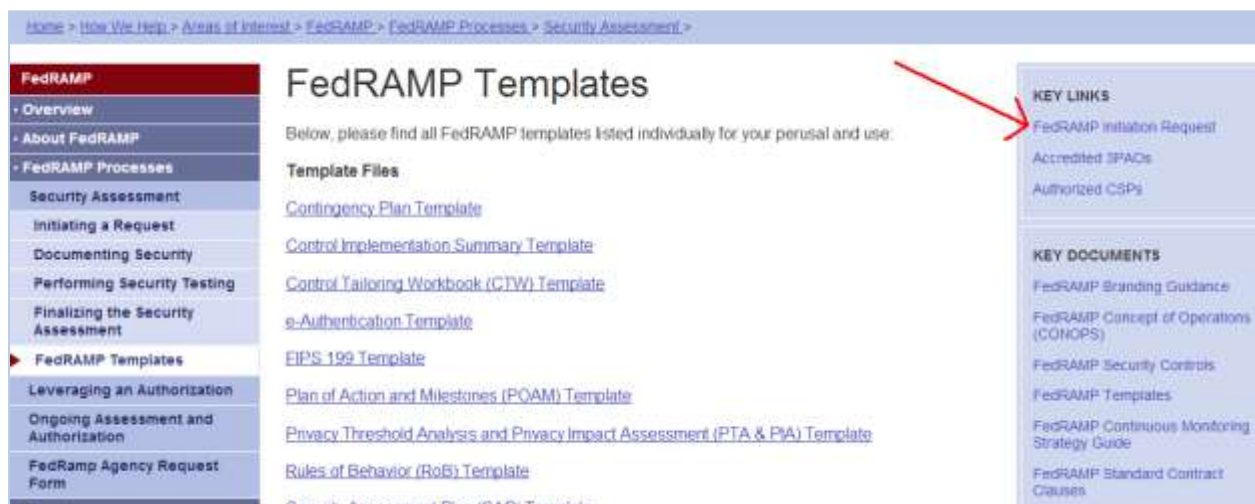 Home > How We Help > Areas of Interest > FedRAMP > FedRAMP Processes > Security Assessment >
FedRAMP
- Overview
- About FedRAMP
- FedRAMP Processes
Security Assessment
Initiating a Request
Documenting Security
Performing Security Testing
Finalizing the Security
Assessment
FedRAMP Templates
Leveraging an Authorization
Ongoing Assessment and
Authorization
FedRamp Agency Request
Form
FedRAMP Templates
Below, please find all FedRAMP templates listed individually for your perusal and use:
Template Files
Contingency Plan Template
Control Implementation Summary Template
Control Tailoring Workbook (CTW) Template
e-Authentication Template
FIPS 199 Template
Plan of Action and Milestones (POAM) Template
Privacy Threshold Analysis and Privacy Impact Assessment (PTA & PIA) Template
Rules of Behavior (RoB) Template
Security Assessment Plan (SAP) Template
KEY LINKS
FedRAMP Initiation Request
Accredited 3PAOs
Authorized CSPs
KEY DOCUMENTS
FedRAMP Branding Guidance
FedRAMP Concept of Operations
(CONOPS)
FedRAMP Security Controls
FedRAMP Templates
FedRAMP Continuous Monitoring
Strategy Guide
FedRAMP Standard Contract
Clauses